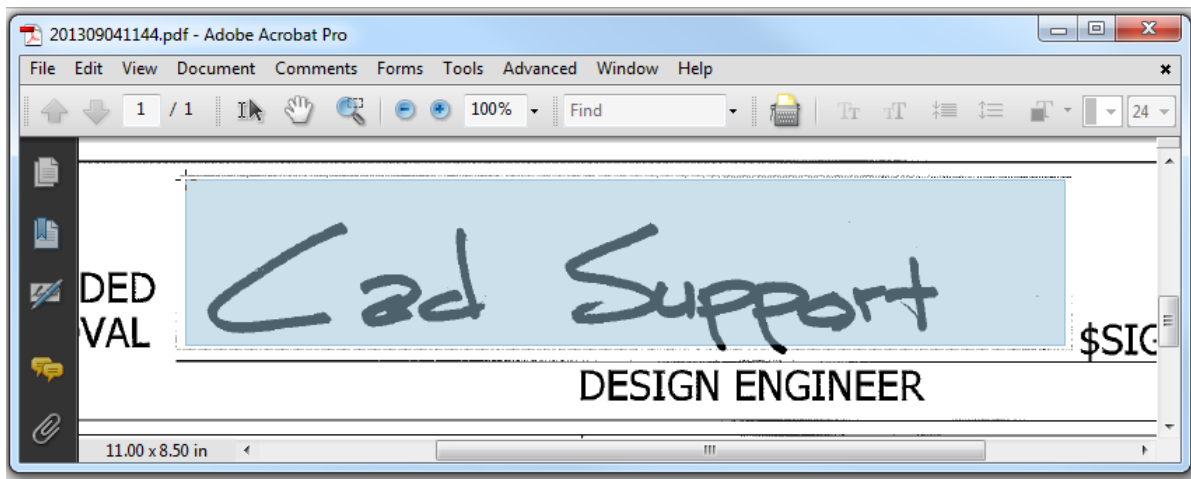 201309041144.pdf - Adobe Acrobat Pro
File Edit View Document Comments Forms Tools Advanced Window Help
1 / 1 100% Find 24
Cad Support
DED
VAL
$SIG
DESIGN ENGINEER
11.00 x 8.50 in